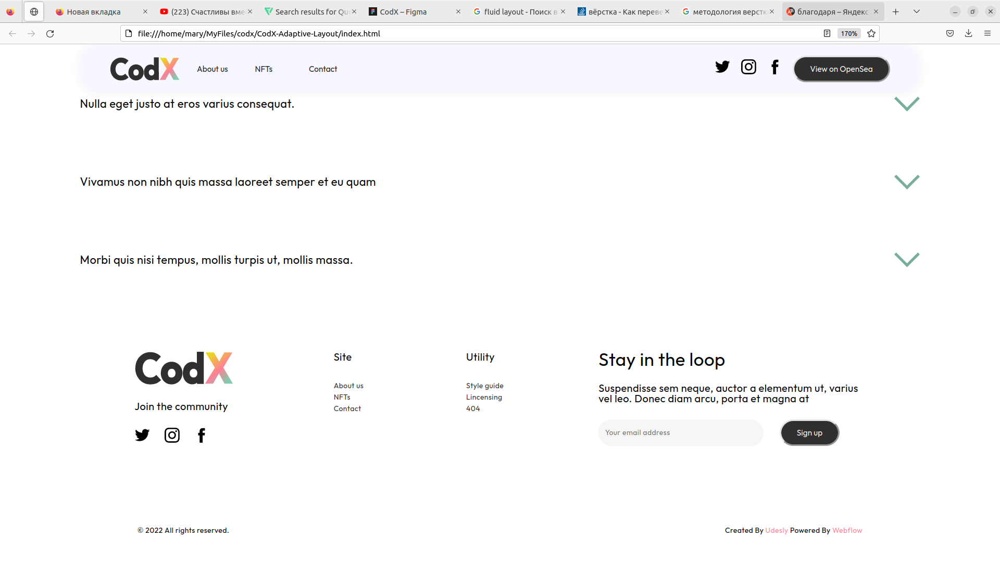 Новая вкладка
(223) Счастливы вме
Search results for Qu
CodX – Figma
fluid layout - Поиск в
вёрстка - Как переве
методология верстк
благодаря – Яндекс
file:///home/mary/MyFiles/codx/CodX-Adaptive-Layout/index.html
170%
CodX
About us
NFTs
Contact
View on OpenSea
Nulla eget justo at eros varius consequat.
Vivamus non nibh quis massa laoreet semper et eu quam
Morbi quis nisi tempus, mollis turpis ut, mollis massa.
CodX
Join the community
Site
About us
NFTs
Contact
Utility
Style guide
Lincensing
404
Stay in the loop
Suspendisse sem neque, auctor a elementum ut, varius
vel leo. Donec diam arcu, porta et magna at
Your email address
Sign up
© 2022 All rights reserved.
Created By Udesly Powered By Webflow